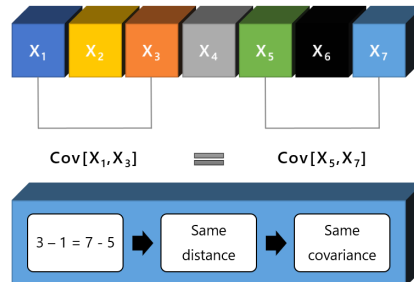 X₁ X₂ X₃ X₄ X₅ X₆ X₇
Cov[X₁,X₃] = Cov[X₅,X₇]
3 – 1 = 7 - 5
Same
distance
Same
covariance